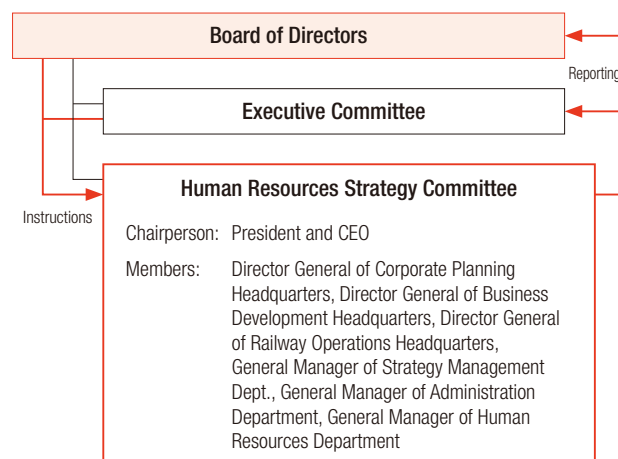 Board of Directors
Reporting
Executive Committee
Human Resources Strategy Committee
Instructions
Chairperson: President and CEO
Members: Director General of Corporate Planning
Headquarters, Director General of Business
Development Headquarters, Director General
of Railway Operations Headquarters,
General Manager of Strategy Management
Dept., General Manager of Administration
Department, General Manager of Human
Resources Department